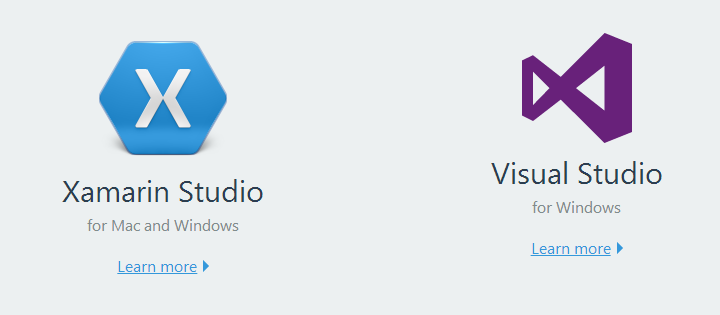 X
Xamarin Studio
for Mac and Windows
Learn more
Visual Studio
for Windows
Learn more